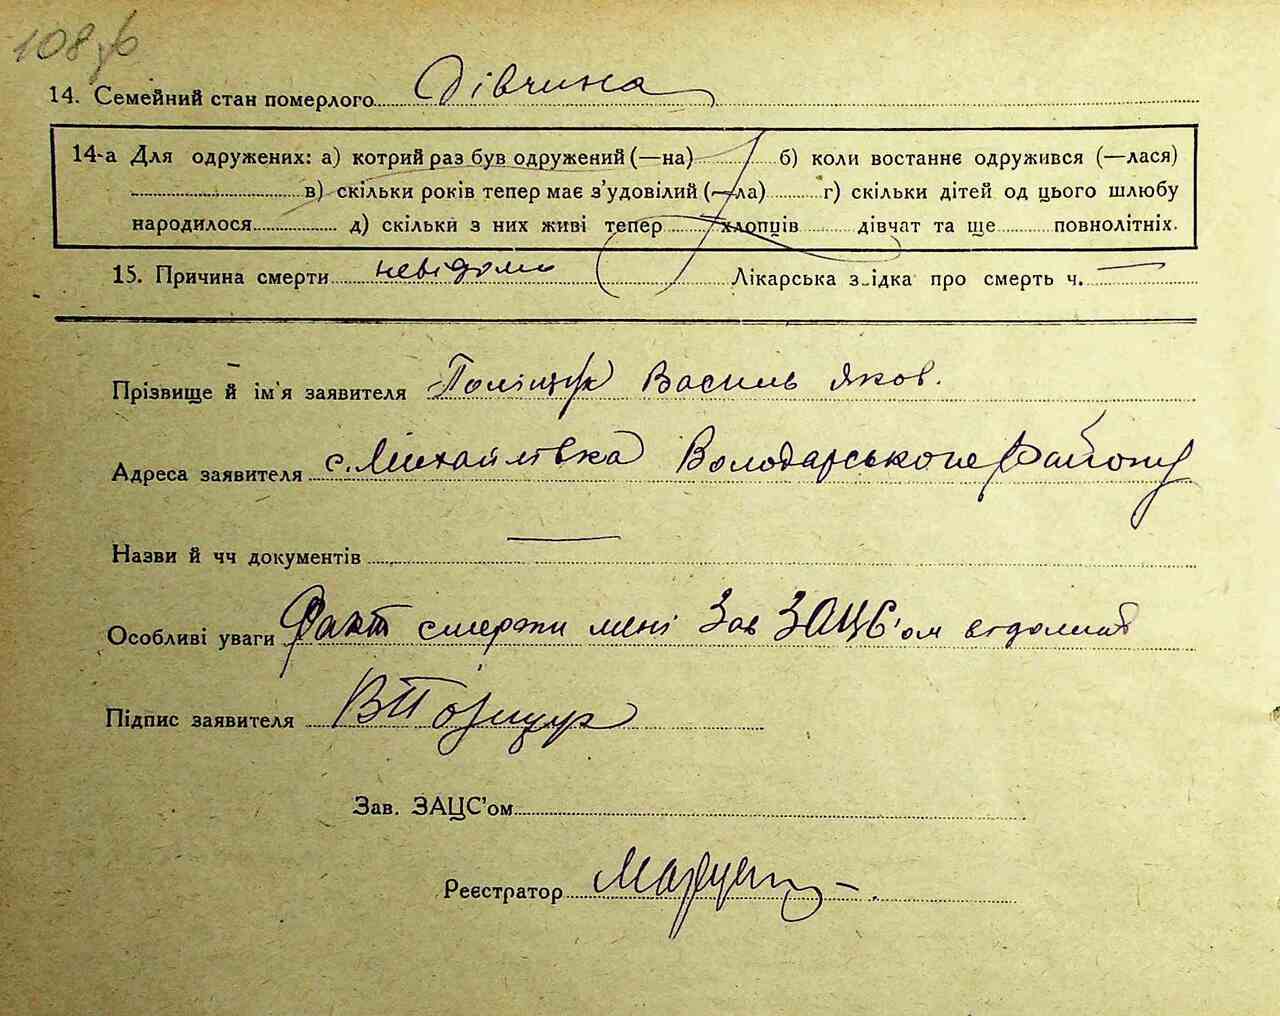 108 зв
14. Семейний стан померлого Дівчина
14-а Для одружених: а) котрий раз був одружений (—на) б) коли востаннє одружився (—лася)
в) скільки років тепер має з'удовілий (—ла) г) скільки дітей од цього шлюбу
народилося д) скільки з них живі тепер хлопців дівчат та ще повнолітніх.
15. Причина смерти невідома Лікарська з ідка про смерть ч. —
Прізвище й ім'я заявителя Поліщук Василь Яков.
Адреса заявителя с. Михайлівка Володарського Району
Назви й чч документів —
Особливі уваги Факт смерти мені Зав ЗАЦС'ом відомий
Підпис заявителя ВПоліщук
Зав. ЗАЦС'ом
Реєстратор